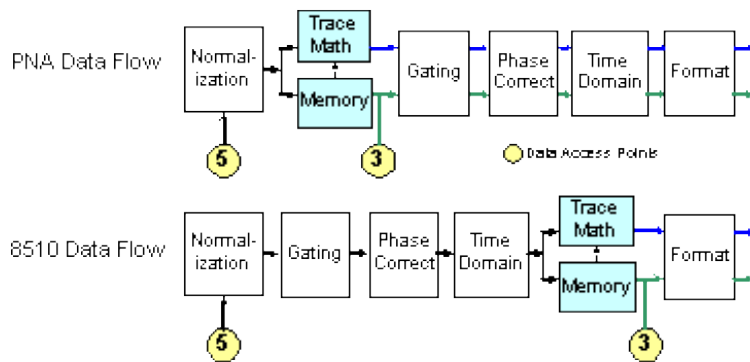 PNA Data Flow
Normal-
ization
Trace
Math
Memory
Gating
Phase
Correct
Time
Domain
Format
5
3
Data Access Points
8510 Data Flow
Normal-
ization
Gating
Phase
Correct
Time
Domain
Trace
Math
Memory
Format
5
3